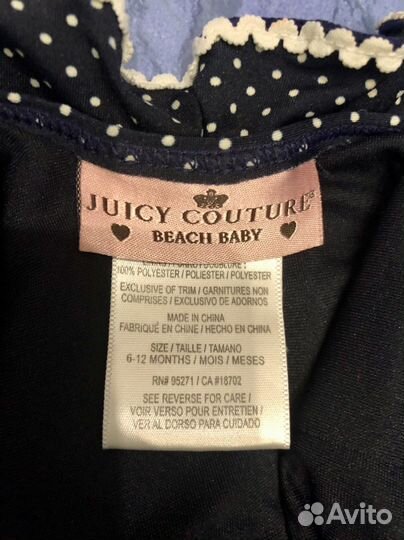 JUICY COUTURE®
BEACH BABY
100% POLYESTER / POLIESTER / POLYESTER
EXCLUSIVE OF TRIM / GARNITURES NON
COMPRISES / EXCLUSIVO DE ADORNOS
MADE IN CHINA
FABRIQUÉ EN CHINE / HECHO EN CHINA
SIZE / TAILLE / TAMANO
6-12 MONTHS / MOIS / MESES
RN# 95271 / CA #18702
SEE REVERSE FOR CARE /
VOIR VERSO POUR ENTRETIEN /
VER AL DORSO PARA CUIDADO
Avito